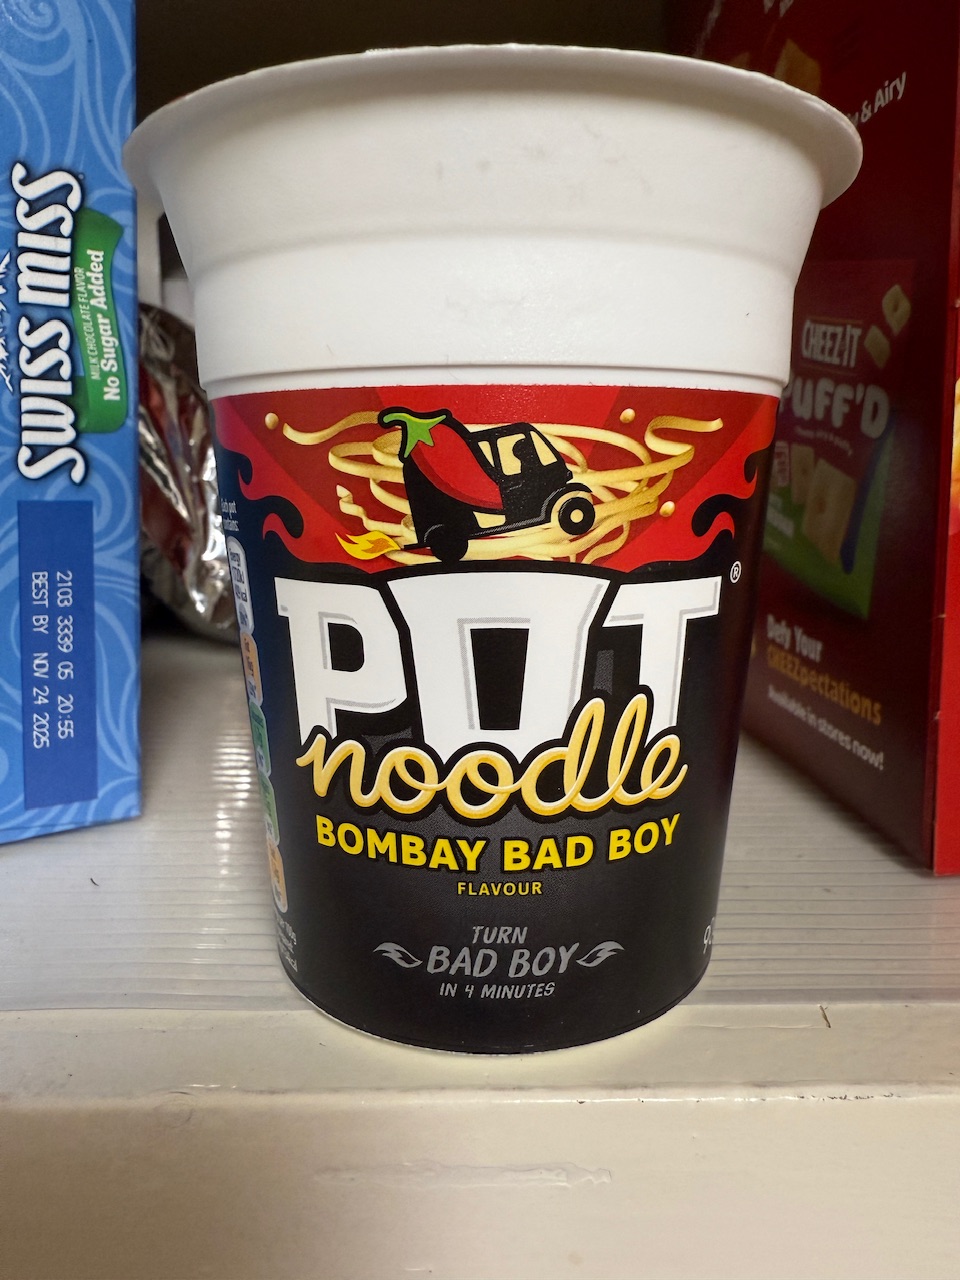 SWISS MISS
MILK CHOCOLATE FLAVOR
No Sugar Added
2103 3339 05 20:55
BEST BY NOV 24 2025
POT®
noodle
BOMBAY BAD BOY
FLAVOUR
TURN
BAD BOY
IN 4 MINUTES
& Airy
CHEEZ-IT
PUFF'D
Defy Your
CHEEZpectations
Available in stores now!